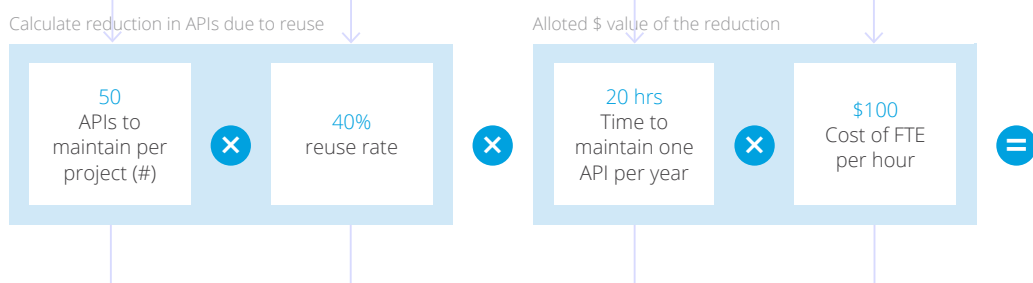 Calculate reduction in APIs due to reuse
Alloted $ value of the reduction
50
APIs to
maintain per
project (#)
×
40%
reuse rate
×
20 hrs
Time to
maintain one
API per year
×
$100
Cost of FTE
per hour
=